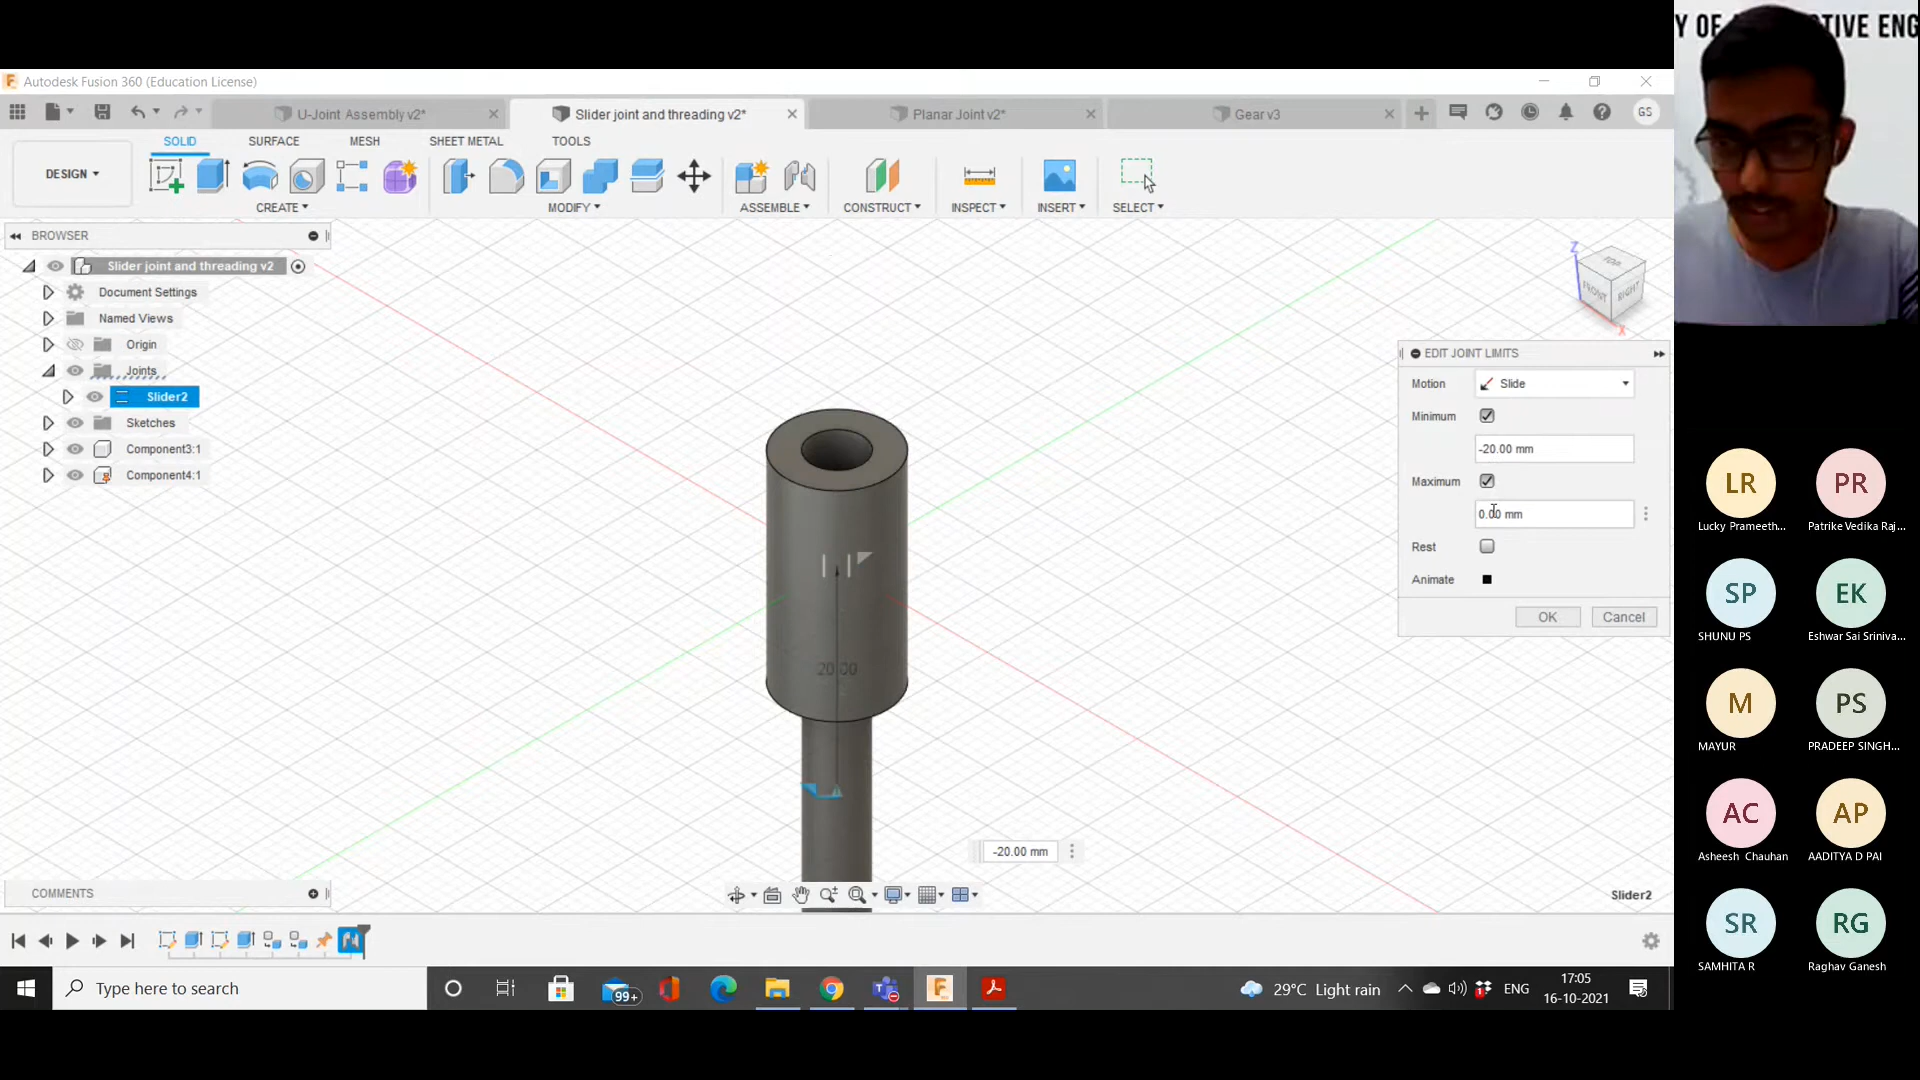 Y OF
TIVE ENG
Autodesk Fusion 360 (Education License)
U-Joint Assembly v2*
Slider joint and threading v2*
Planar Joint v2*
Gear v3
GS
SOLID
SURFACE
MESH
SHEET METAL
TOOLS
DESIGN
CREATE
MODIFY
ASSEMBLE
CONSTRUCT
INSPECT
INSERT
SELECT
BROWSER
Slider joint and threading v2
Document Settings
Named Views
Origin
Joints
Slider2
Sketches
Component3:1
Component4:1
Z
TOP
FRONT
RIGHT
X
EDIT JOINT LIMITS
Motion
Slide
Minimum
-20.00 mm
Maximum
0.00 mm
Rest
Animate
OK
Cancel
20.00
-20.00 mm
COMMENTS
Slider2
LR
Lucky Prameeth...
PR
Patrike Vedika Raj...
SP
SHUNU PS
EK
Eshwar Sai Sriniva...
M
MAYUR
PS
PRADEEP SINGH...
AC
Asheesh Chauhan
AP
AADITYA D PAI
SR
SAMHITA R
RG
Raghav Ganesh
Type here to search
99+
29°C Light rain
1
ENG
17:05
16-10-2021